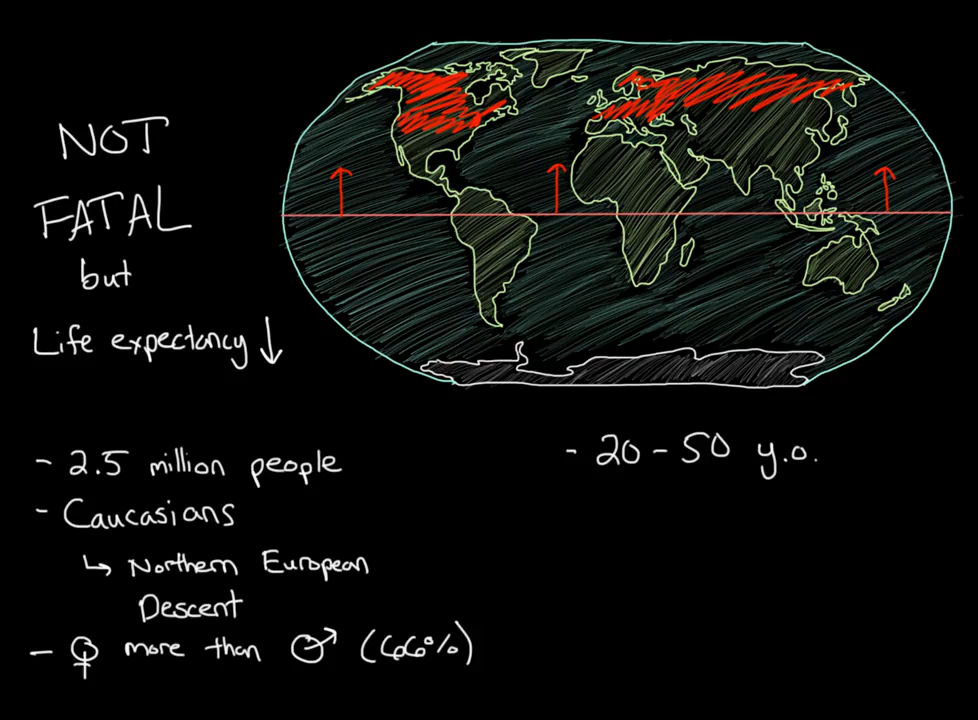 NOT
FATAL
but
Life expectancy ↓
- 2.5 million people
- Caucasians
↳ Northern European
Descent
- ♀ more than ♂ (66%)
- 20-50 y.o.